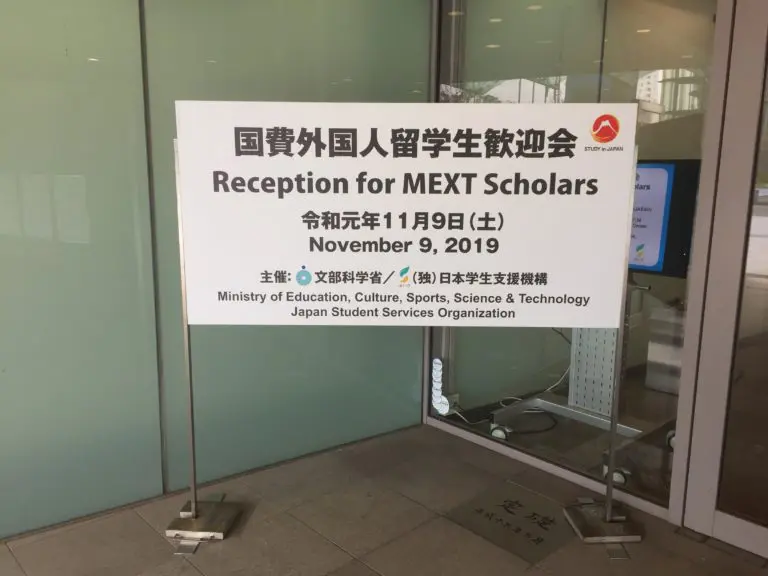 国費外国人留学生歓迎会
STUDY in JAPAN
Reception for MEXT Scholars
令和元年11月9日(土)
November 9, 2019
主催: 文部科学省/ (独)日本学生支援機構
Ministry of Education, Culture, Sports, Science & Technology
Japan Student Services Organization
定礎